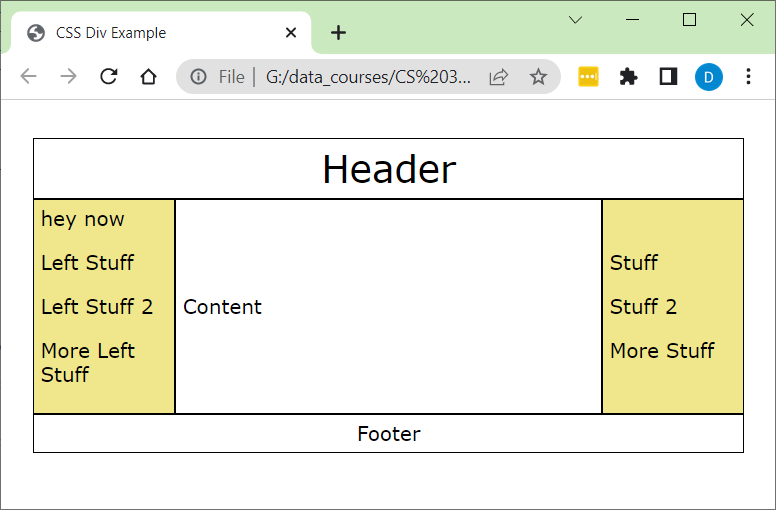 CSS Div Example
File | G:/data_courses/CS%203...
D
Header
hey now
Left Stuff
Stuff
Left Stuff 2
Content
Stuff 2
More Left
Stuff
More Stuff
Footer